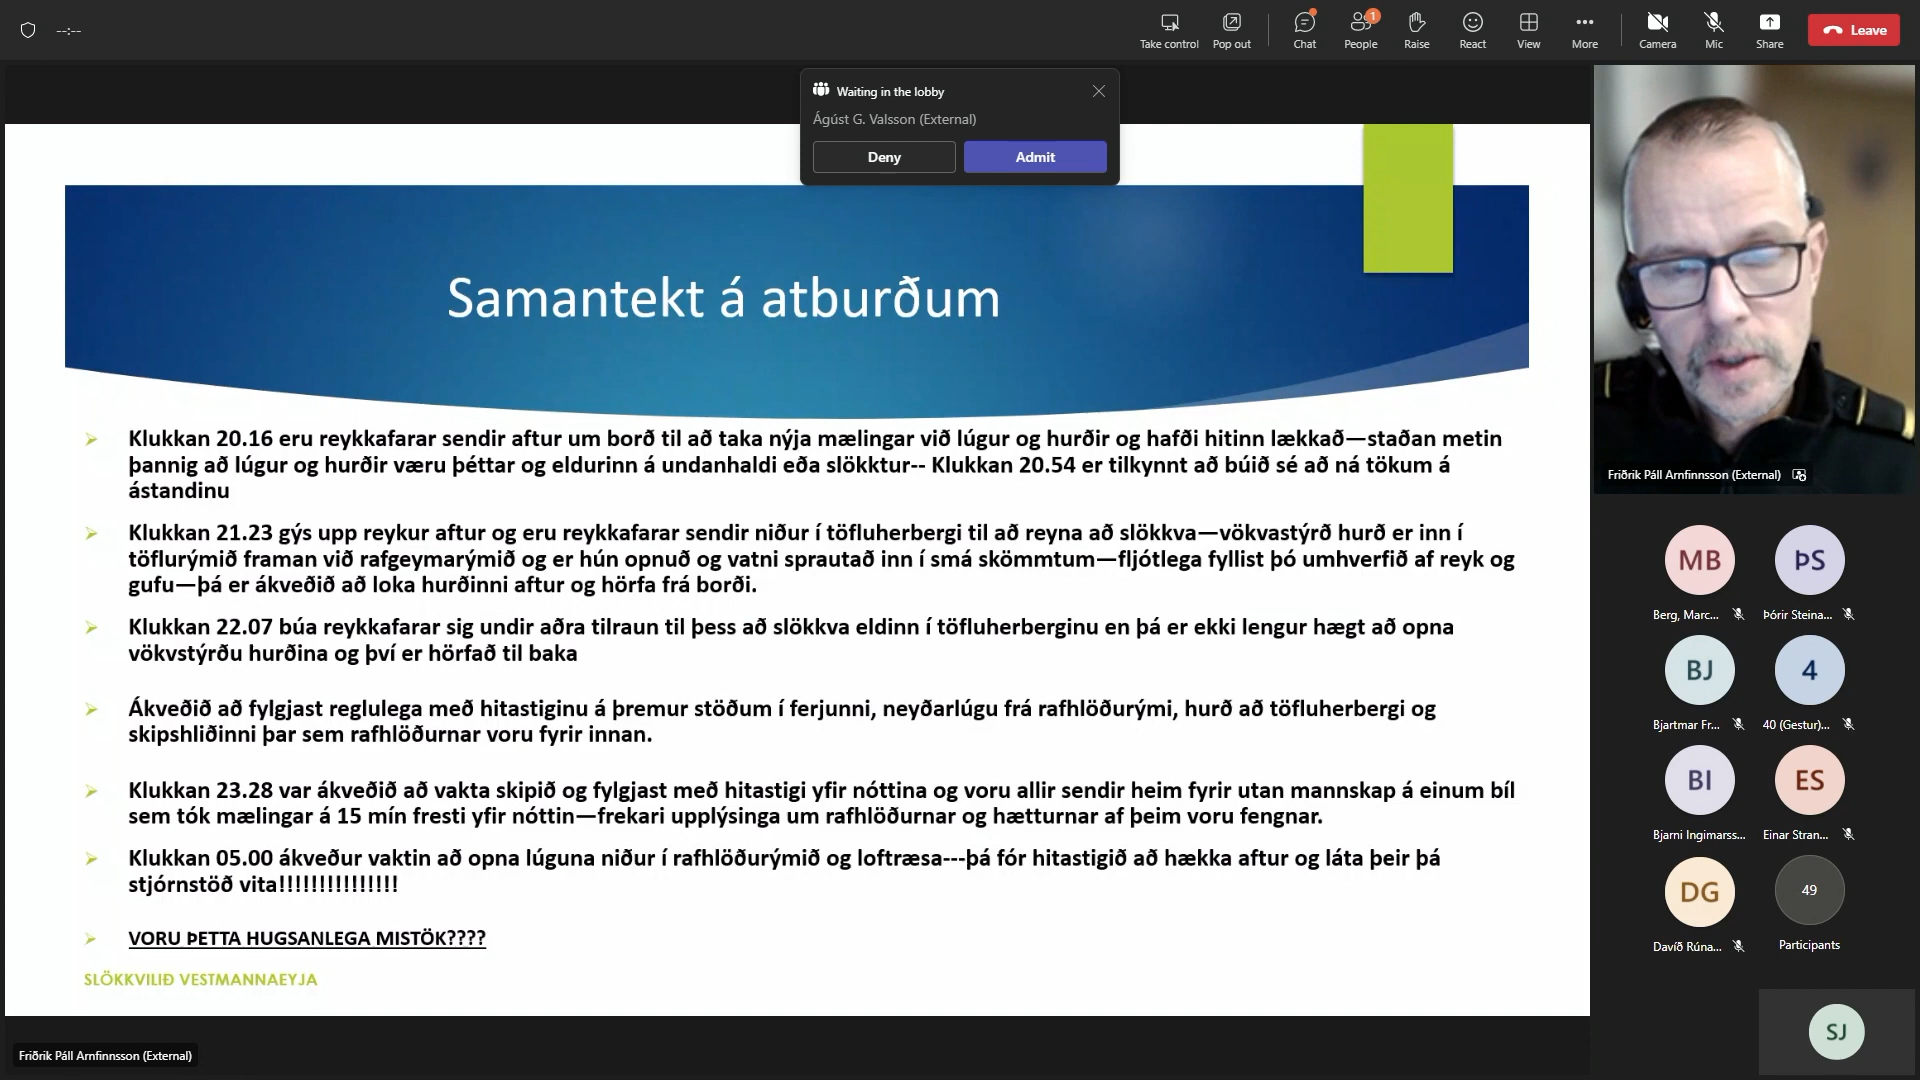 --:--
Take control
Pop out
Chat
1
People
Raise
React
View
More
Camera
Mic
Share
Leave
Waiting in the lobby
Ágúst G. Valsson (External)
Deny
Admit
Samantekt á atburðum
Klukkan 20.16 eru reykkafarar sendir aftur um borð til að taka nýja mælingar við lúgur og hurðir og hafði hitinn lækkað—staðan metin
þannig að lúgur og hurðir væru þéttar og eldurinn á undanhaldi eða slökktur-- Klukkan 20.54 er tilkynnt að búið sé að ná tökum á
ástandinu
Klukkan 21.23 gýs upp reykur aftur og eru reykkafarar sendir niður í töfluherbergi til að reyna að slökkva—vökvastýrð hurð er inn í
töflurýmið framan við rafgeymarýmið og er hún opnuð og vatni sprautað inn í smá skömmtum—fljótlega fyllist þó umhverfið af reyk og
gufu—þá er ákveðið að loka hurðinni aftur og hörfa frá borði.
Klukkan 22.07 búa reykkafarar sig undir aðra tilraun til þess að slökkva eldinn í töfluherberginu en þá er ekki lengur hægt að opna
vökvstýrðu hurðina og því er hörfað til baka
Ákveðið að fylgjast reglulega með hitastiginu á þremur stöðum í ferjunni, neyðarlúgu frá rafhlöðurými, hurð að töfluherbergi og
skipshliðinni þar sem rafhlöðurnar voru fyrir innan.
Klukkan 23.28 var ákveðið að vakta skipið og fylgjast með hitastigi yfir nóttina og voru allir sendir heim fyrir utan mannskap á einum bíl
sem tók mælingar á 15 mín fresti yfir nóttin—frekari upplýsinga um rafhlöðurnar og hætturnar af þeim voru fengnar.
Klukkan 05.00 ákveður vaktin að opna lúguna niður í rafhlöðurýmið og loftræsa---þá fór hitastigið að hækka aftur og láta þeir þá
stjórnstöð vita!!!!!!!!!!!!!!!
VORU ÞETTA HUGSANLEGA MISTÖK????
SLÖKKVILIÐ VESTMANNAEYJA
Friðrik Páll Arnfinnsson (External)
Friðrik Páll Arnfinnsson (External)
MB
ÞS
Berg, Marc...
Þórir Steina...
BJ
4
Bjartmar Fr...
40 (Gestur)...
BI
ES
Bjarni Ingimarss...
Einar Stran...
DG
49
Davíð Rúna...
Participants
SJ